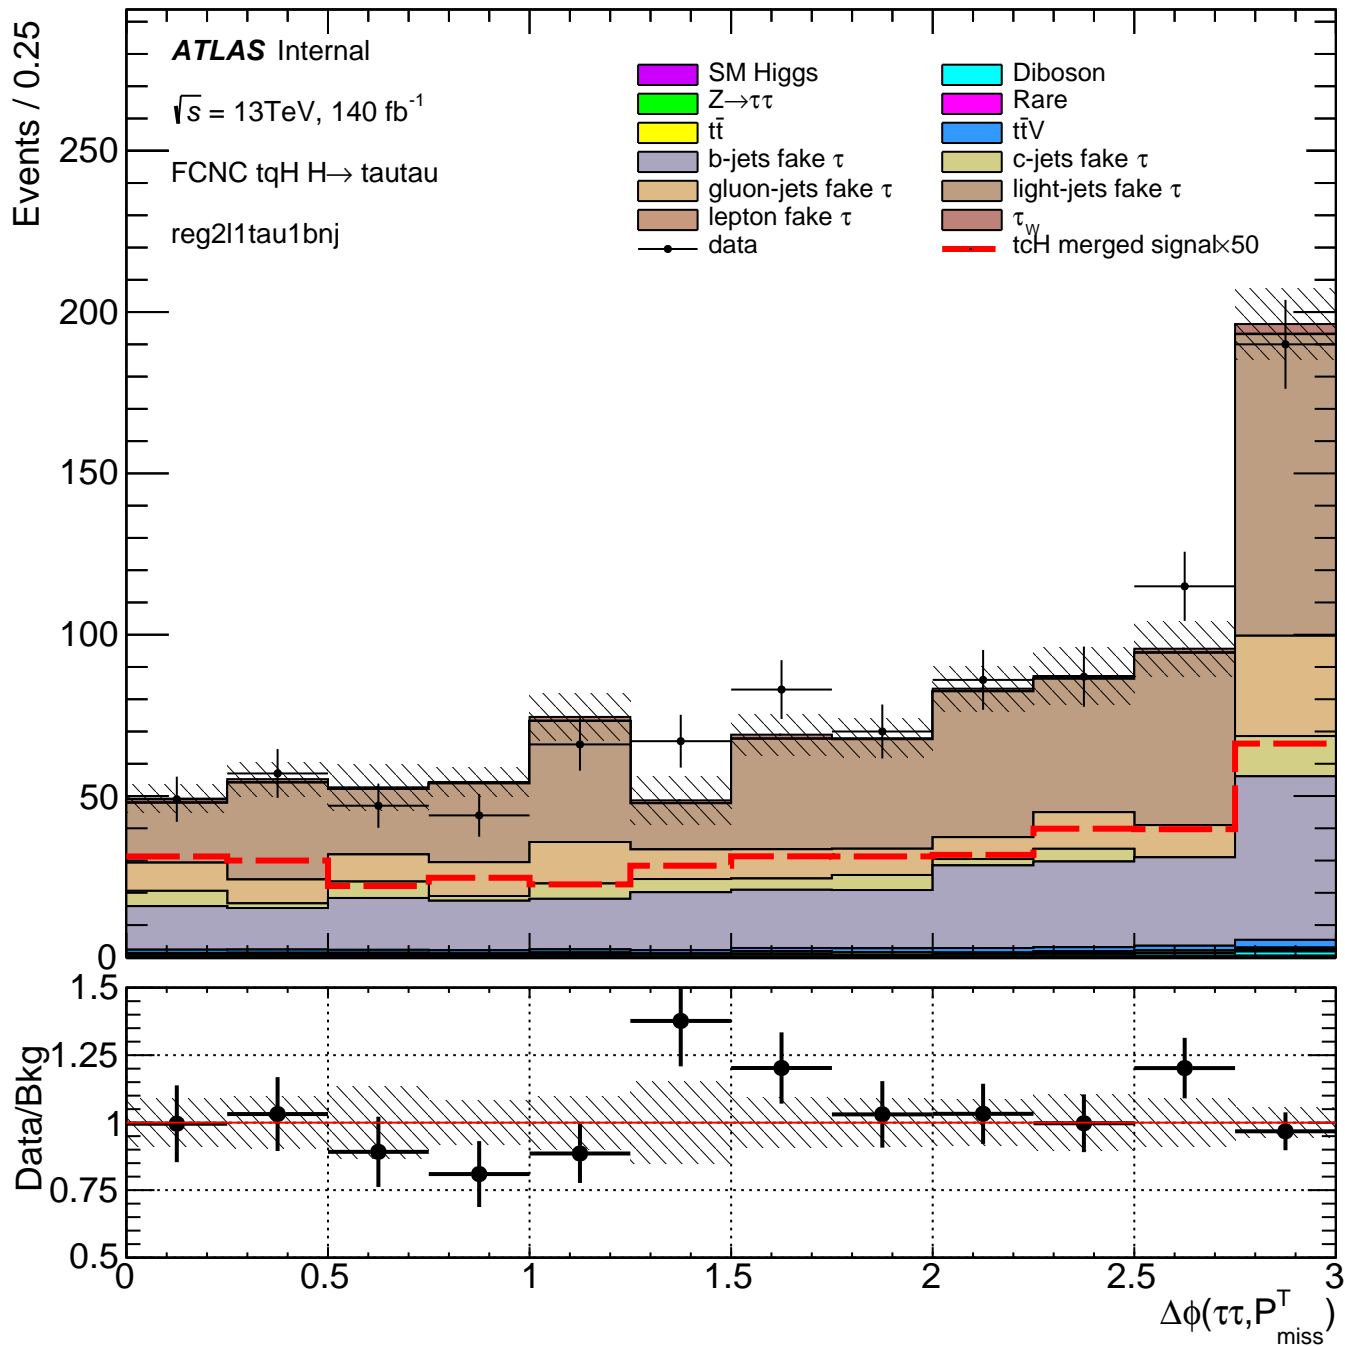 Events / 0.25
ATLAS Internal
√s = 13TeV, 140 fb⁻¹
FCNC tqH H→ tautau
reg2l1tau1bnj
SM Higgs
Diboson
Z→ττ
Rare
tt̄
tt̄V
b-jets fake τ
c-jets fake τ
gluon-jets fake τ
light-jets fake τ
lepton fake τ
τ_W
data
tcH merged signal×50
250
200
150
100
50
0
Data/Bkg
1.5
1.25
1
0.75
0.5
0 0.5 1 1.5 2 2.5 3
Δϕ(ττ,P^T_miss)